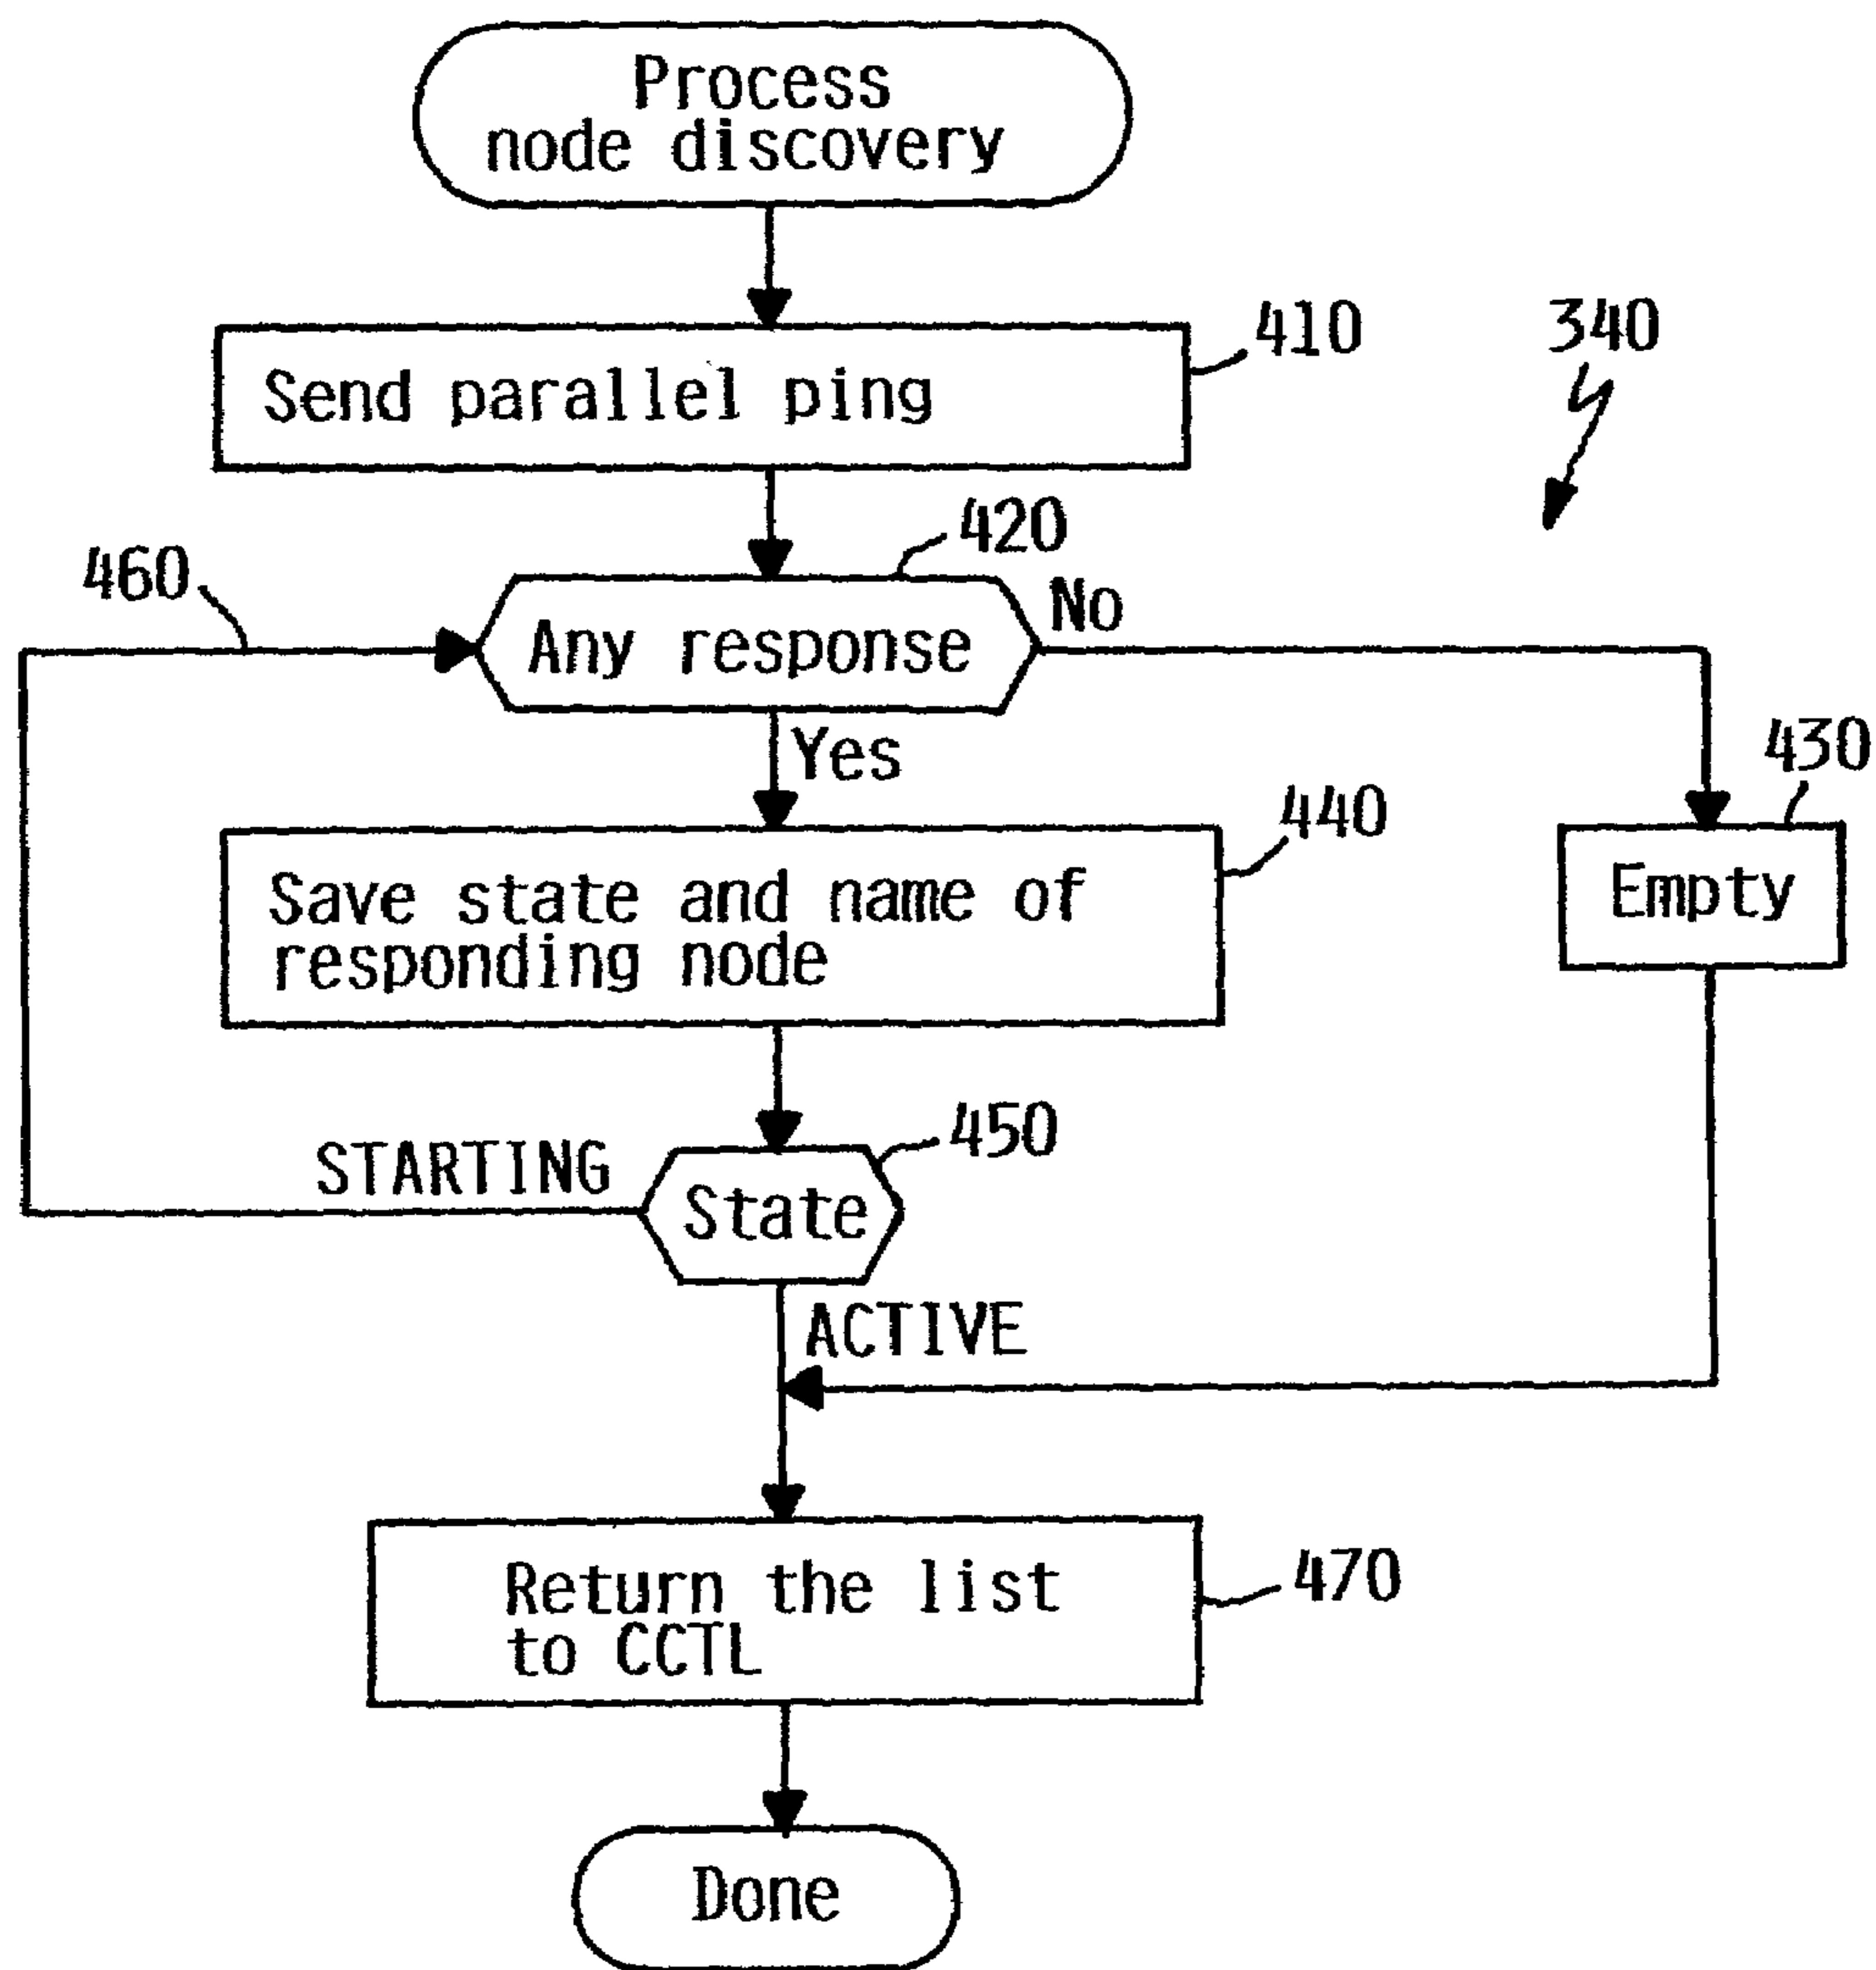 Process
node discovery
410
340
Send parallel ping
420
460
No
Any response
Yes
430
440
Empty
Save state and name of
responding node
450
STARTING
State
ACTIVE
Return the list
to CCTL
470
Done